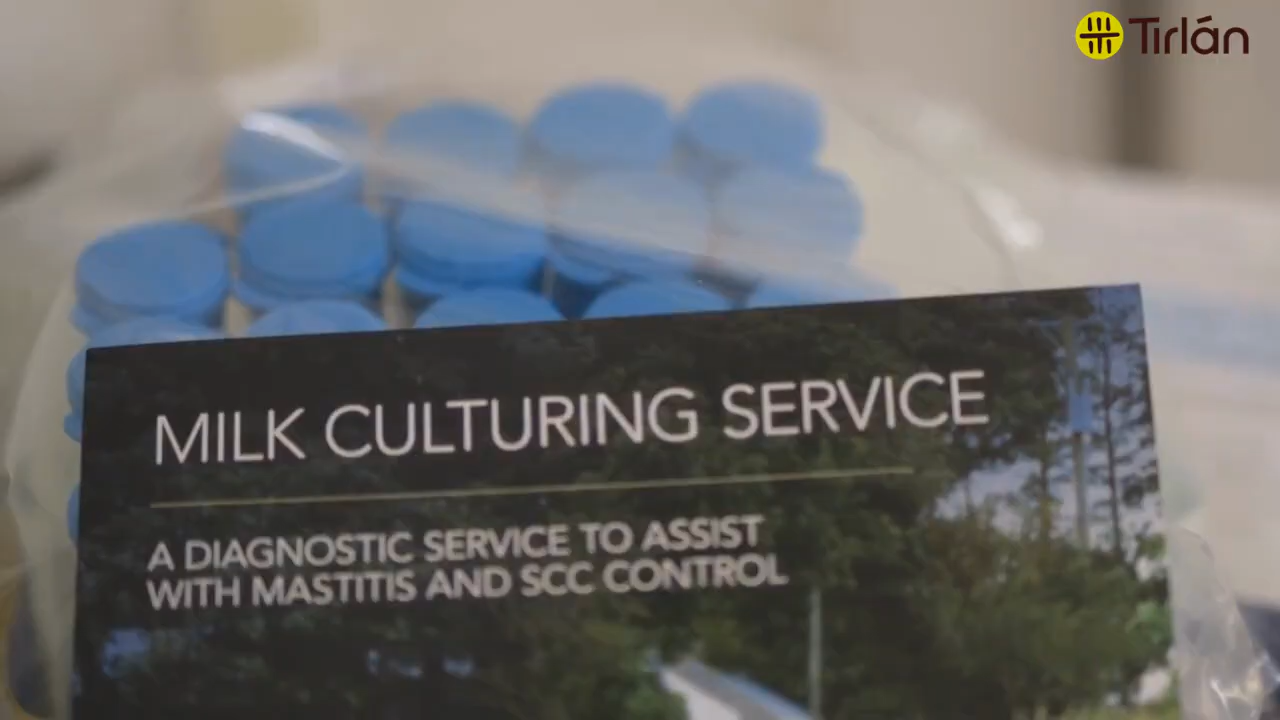 Tirlán
MILK CULTURING SERVICE
A DIAGNOSTIC SERVICE TO ASSIST
WITH MASTITIS AND SCC CONTROL